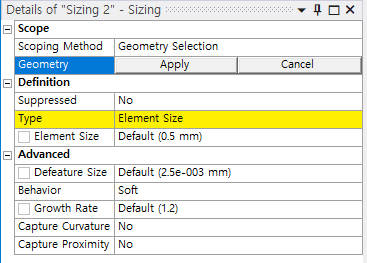 Details of "Sizing 2" - Sizing
Scope
Scoping Method Geometry Selection
Geometry Apply Cancel
Definition
Suppressed No
Type Element Size
Element Size Default (0.5 mm)
Advanced
Defeature Size Default (2.5e-003 mm)
Behavior Soft
Growth Rate Default (1.2)
Capture Curvature No
Capture Proximity No